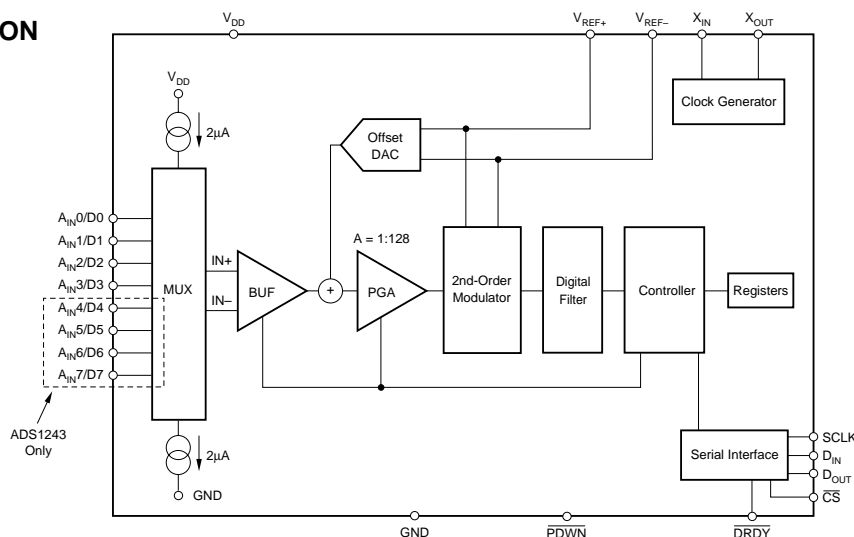 ON
VDD
VREF+
VREF–
XIN
XOUT
VDD
2µA
Clock Generator
Offset
DAC
AIN0/D0
AIN1/D1
AIN2/D2
AIN3/D3
AIN4/D4
AIN5/D5
AIN6/D6
AIN7/D7
MUX
IN+
IN–
BUF
+
A = 1:128
PGA
2nd-Order
Modulator
Digital
Filter
Controller
Registers
ADS1243
Only
2µA
GND
Serial Interface
SCLK
DIN
DOUT
CS
GND
PDWN
DRDY